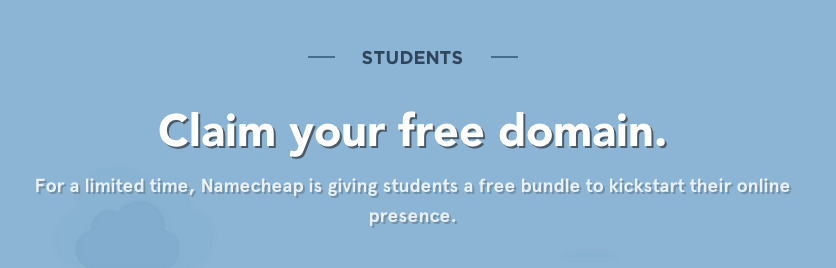 STUDENTS
Claim your free domain.
For a limited time, Namecheap is giving students a free bundle to kickstart their online
presence.